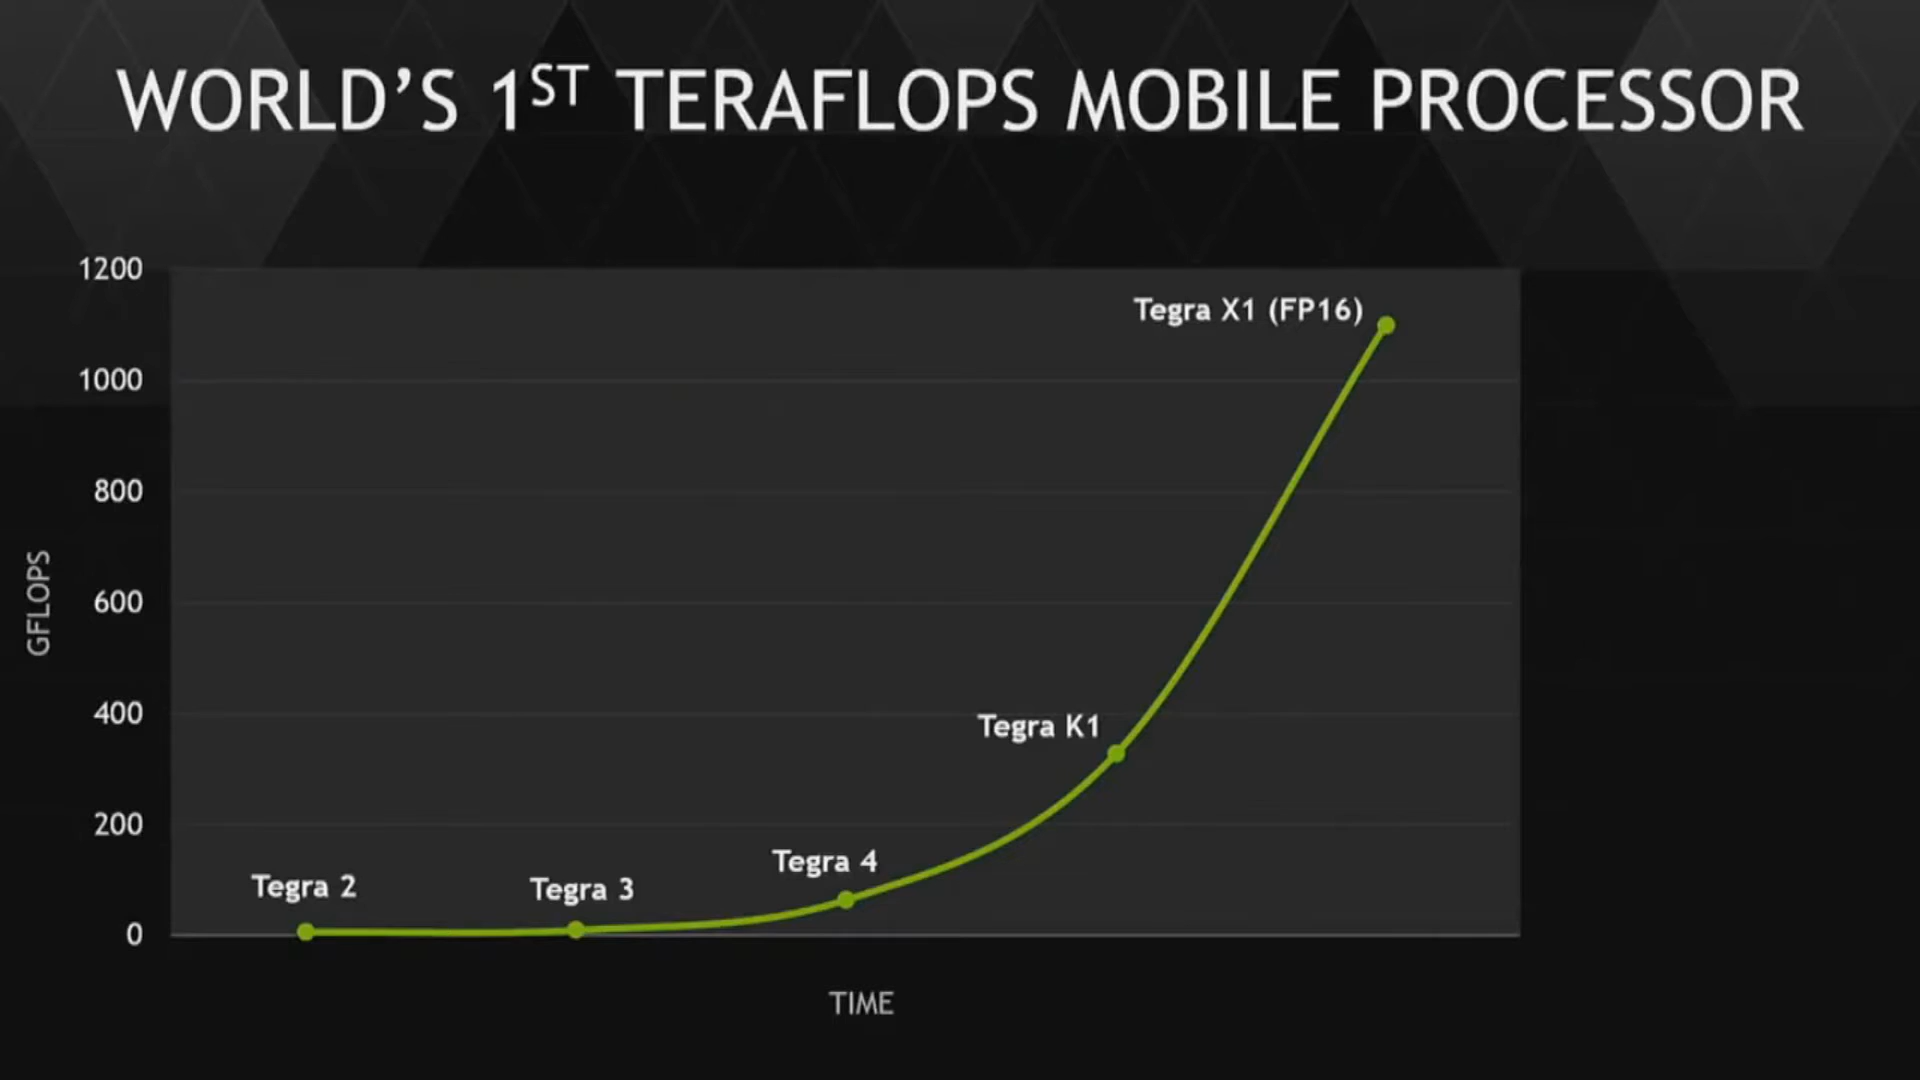 WORLD'S 1ST TERAFLOPS MOBILE PROCESSOR
1200
Tegra X1 (FP16)
1000
800
600
GFLOPS
400
Tegra K1
200
Tegra 4
Tegra 2
Tegra 3
0
TIME